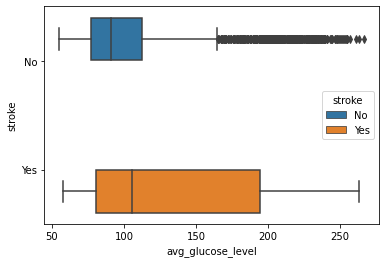 No
Yes
stroke
stroke
No
Yes
50
100
150
200
250
avg_glucose_level